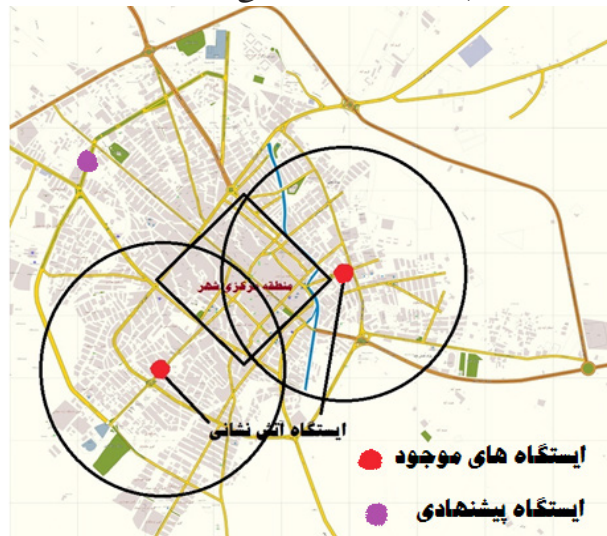 منطقه مرکزی شهر
ایستگاه آتش نشانی
ایستگاه های موجود
ایستگاه پیشنهادی